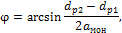 φ = arcsin (d_{p2} − d_{p1}) / (2a_{мон}),